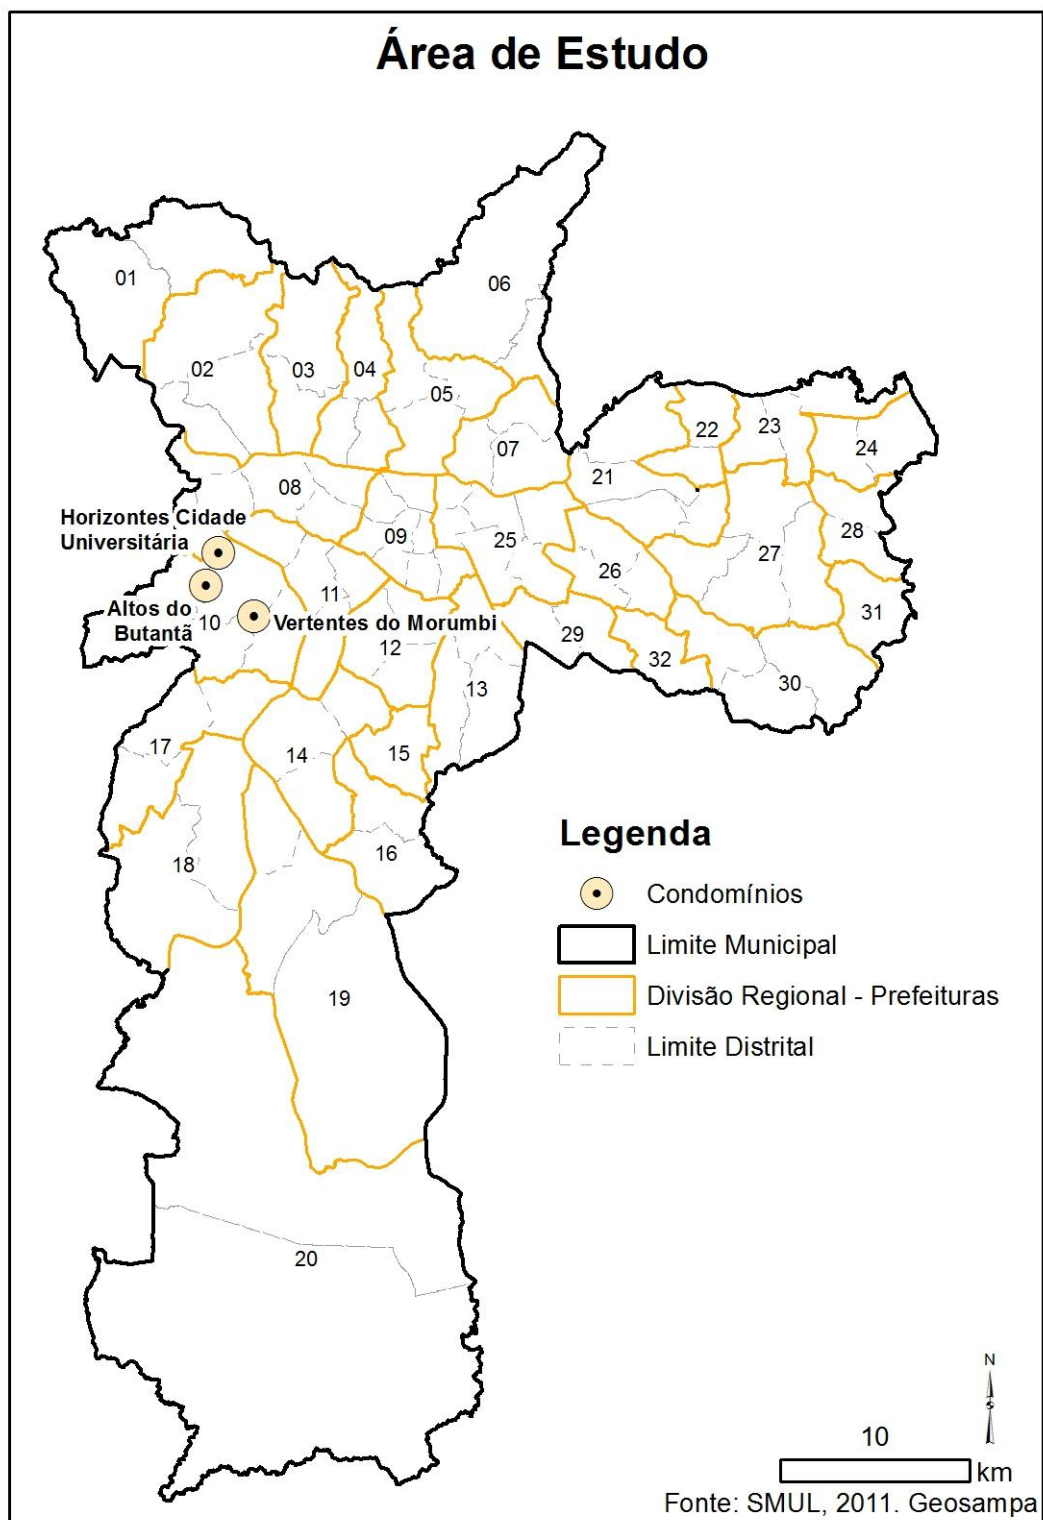 Área de Estudo
01
06
02
03
04
05
22
23
07
24
21
08
Horizontes Cidade
Universitária
09
25
28
27
26
11
Altos do
Butantã
10
Vertentes do Morumbi
31
29
12
32
13
30
17
14
15
18
16
Legenda
Condomínios
Limite Municipal
Divisão Regional - Prefeituras
Limite Distrital
19
20
N
10
km
Fonte: SMUL, 2011. Geosampa